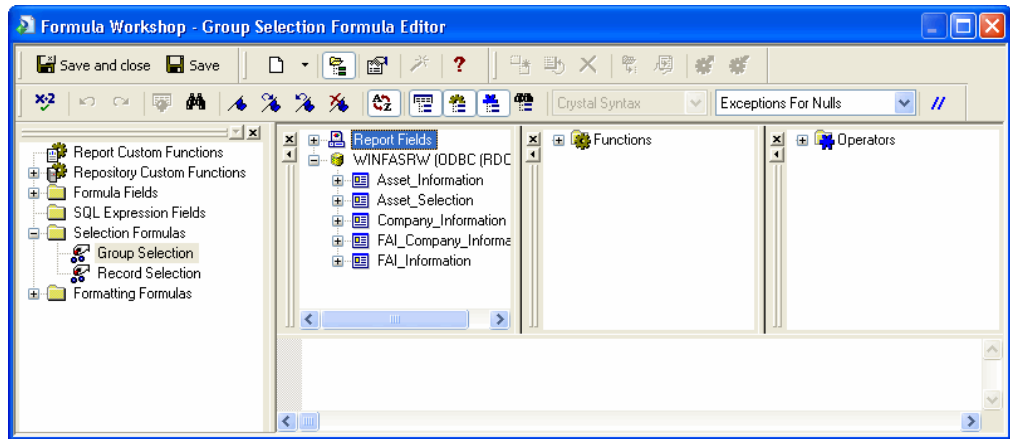 Formula Workshop - Group Selection Formula Editor
Save and close Save
X-2 A Z Crystal Syntax Exceptions For Nulls //
Report Custom Functions
Repository Custom Functions
Formula Fields
SQL Expression Fields
Selection Formulas
Group Selection
Record Selection
Formatting Formulas
Report Fields
WINFASRW (ODBC (RDC
Asset_Information
Asset_Selection
Company_Information
FAI_Company_Informa
FAI_Information
Functions
Operators